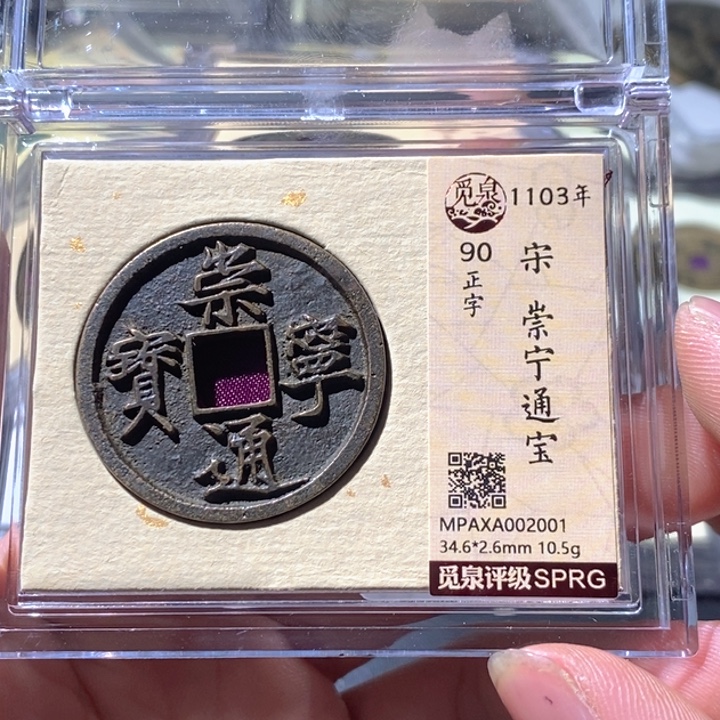 崇
寧
通
寶
觅泉
1103年
90
正字
宋 崇宁通宝
MPAXA002001
34.6*2.6mm 10.5g
觅泉评级SPRG